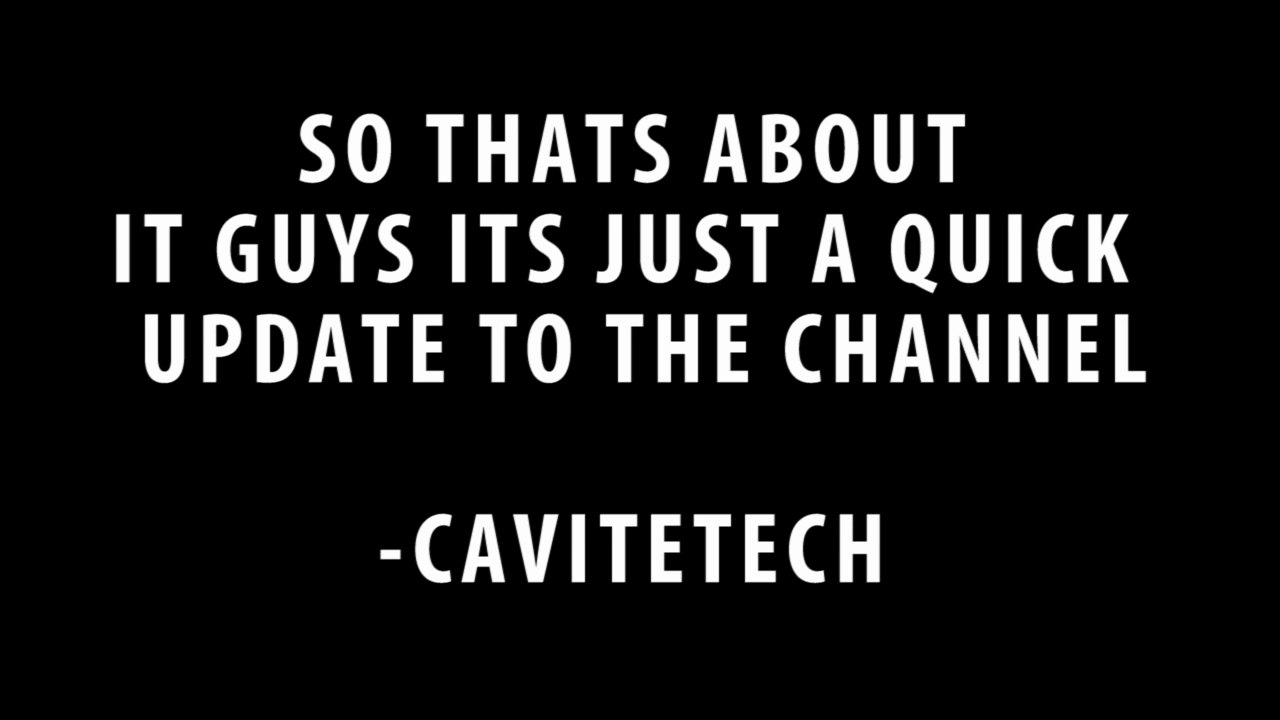 SO THATS ABOUT
IT GUYS ITS JUST A QUICK
UPDATE TO THE CHANNEL
-CAVITETECH